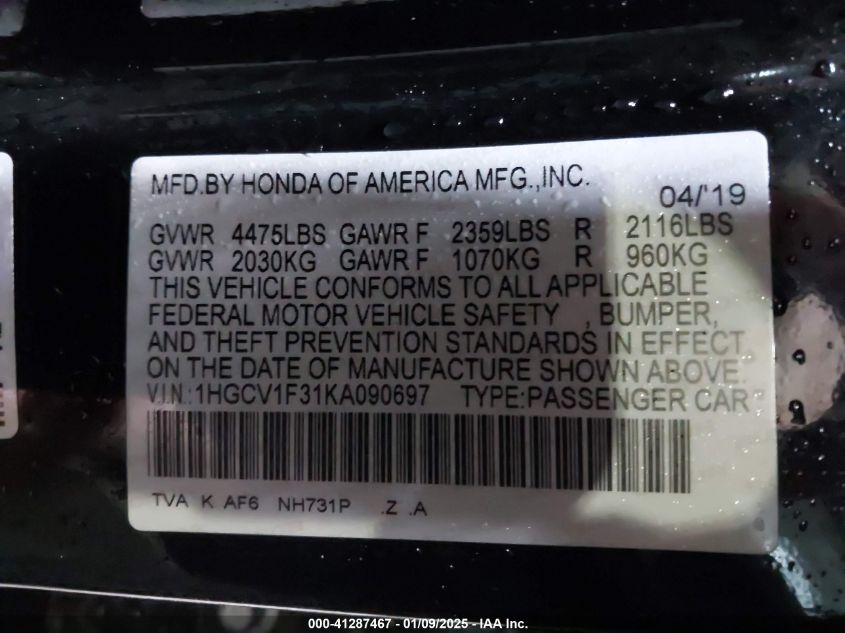 MFD.BY HONDA OF AMERICA MFG.,INC.
04/'19
GVWR 4475LBS GAWR F 2359LBS R 2116LBS
GVWR 2030KG GAWR F 1070KG R 960KG
THIS VEHICLE CONFORMS TO ALL APPLICABLE
FEDERAL MOTOR VEHICLE SAFETY , BUMPER,
AND THEFT PREVENTION STANDARDS IN EFFECT
ON THE DATE OF MANUFACTURE SHOWN ABOVE.
V.I.N.:1HGCV1F31KA090697 TYPE:PASSENGER CAR
TVA K AF6 NH731P .Z .A
000-41287467 - 01/09/2025 - IAA Inc.